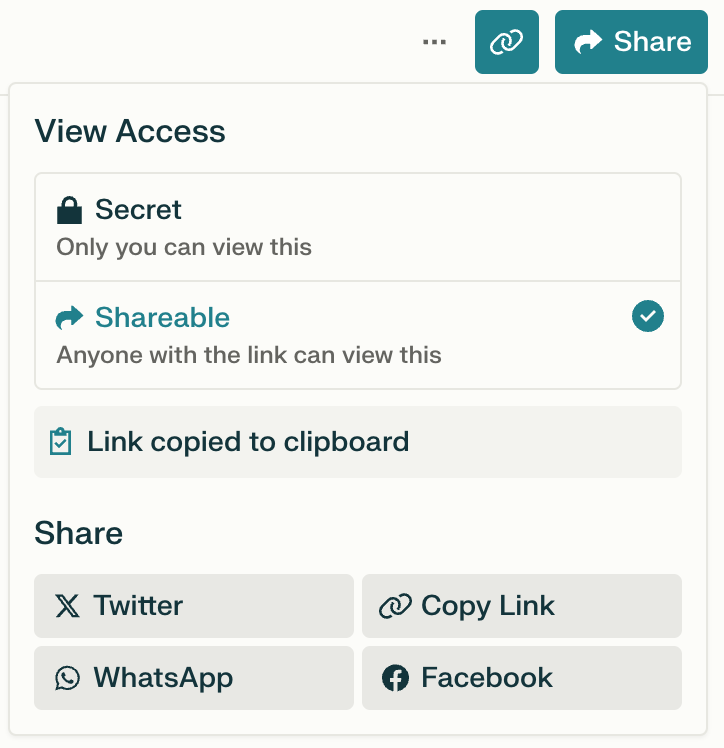 Share
View Access
Secret
Only you can view this
Shareable
Anyone with the link can view this
Link copied to clipboard
Share
Twitter
Copy Link
WhatsApp
Facebook